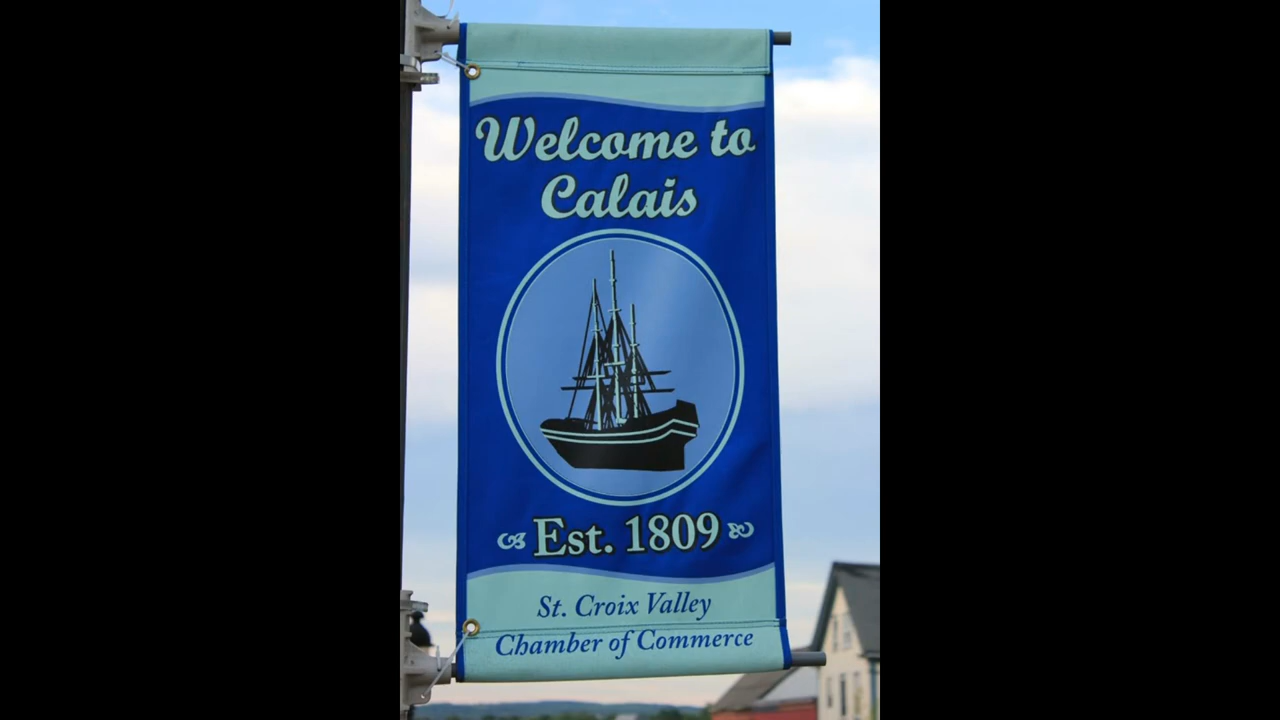 Welcome to
Calais
Est. 1809
St. Croix Valley
Chamber of Commerce